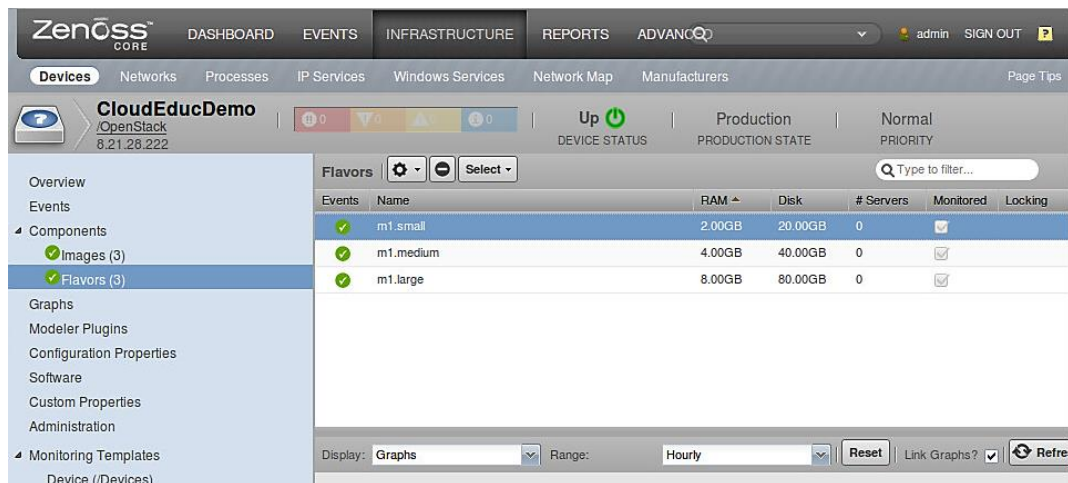 Zenoss™ CORE DASHBOARD EVENTS INFRASTRUCTURE REPORTS admin SIGN OUT ?
Devices Networks Processes IP Services Windows Services Network Map Manufacturers Page Tips
CloudEducDemo
/OpenStack
8.21.28.222
0 0 0 0
Up
DEVICE STATUS
Production
PRODUCTION STATE
Normal
PRIORITY
Overview
Events
Components
Images (3)
Flavors (3)
Graphs
Modeler Plugins
Configuration Properties
Software
Custom Properties
Administration
Monitoring Templates
Device (/Devices)
Flavors Select Type to filter...
Events Name RAM Disk # Servers Monitored Locking
m1.small 2.00GB 20.00GB 0
m1.medium 4.00GB 40.00GB 0
m1.large 8.00GB 80.00GB 0
Display: Graphs Range: Hourly Reset Link Graphs? Refre